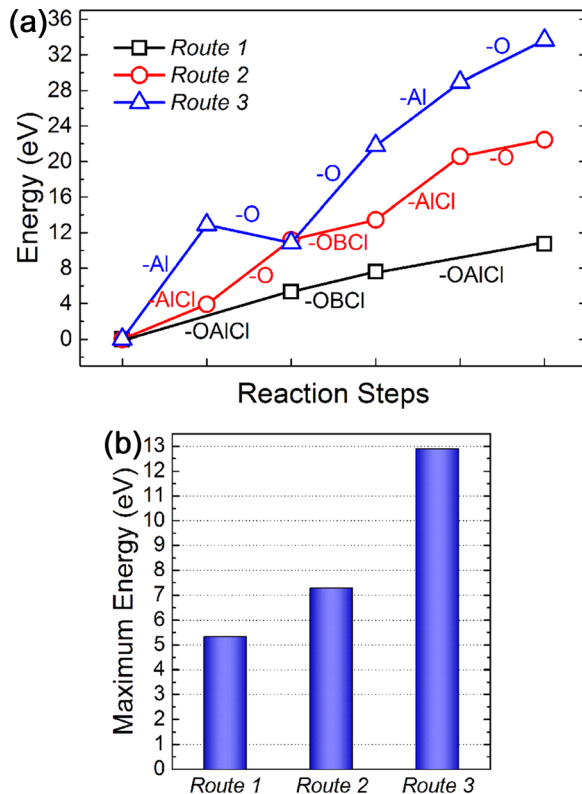 (a)
36
32
28
24
20
16
12
8
4
0
Energy (eV)
Route 1
Route 2
Route 3
-Al
-O
-O
-Al
-O
-AlCl
-O
-OBCl
-AlCl
-O
-OAlCl
-OBCl
-OAlCl
Reaction Steps
(b)
13
12
11
10
9
8
7
6
5
4
3
2
1
0
Maximum Energy (eV)
Route 1 Route 2 Route 3